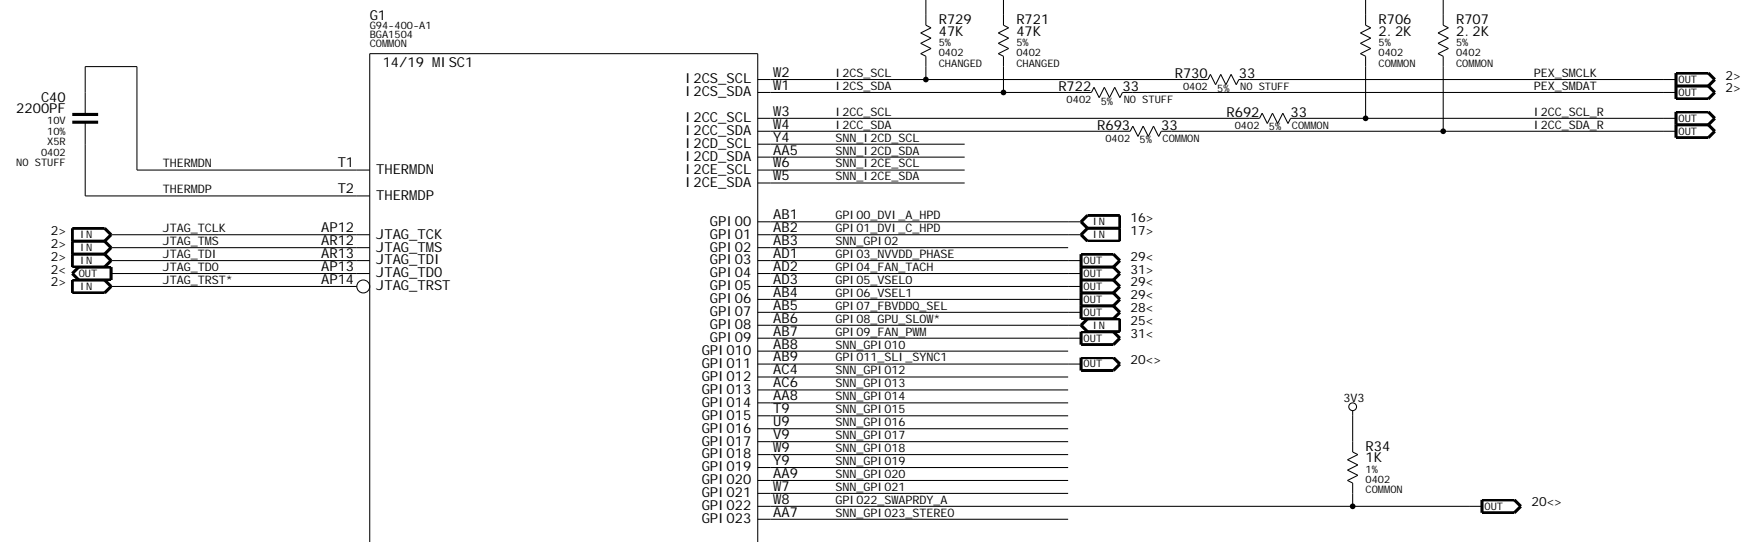 G1
G94-400-A1
BGA1504
COMMON
14/19 MISC1
C40
2200PF
10V
10%
X5R
0402
NO STUFF
THERMDN T1 THERMDN
THERMDP T2 THERMDP
2> IN JTAG_TCLK AP12 JTAG_TCK
2> IN JTAG_TMS AR12 JTAG_TMS
2> IN JTAG_TDI AR13 JTAG_TDI
2< OUT JTAG_TDO AP13 JTAG_TDO
2> IN JTAG_TRST* AP14 JTAG_TRST
R729
47K
5%
0402
CHANGED
R721
47K
5%
0402
CHANGED
R706
2.2K
5%
0402
COMMON
R707
2.2K
5%
0402
COMMON
I2CS_SCL W2 I2CS_SCL R730 33 PEX_SMCLK OUT 2>
0402 5% NO STUFF
I2CS_SDA W1 I2CS_SDA R722 33 PEX_SMDAT OUT 2>
0402 5% NO STUFF
I2CC_SCL W3 I2CC_SCL R692 33 I2CC_SCL_R OUT
0402 5% COMMON
I2CC_SDA W4 I2CC_SDA R693 33 I2CC_SDA_R OUT
0402 5% COMMON
I2CD_SCL Y4 SNN_I2CD_SCL
I2CD_SDA AA5 SNN_I2CD_SDA
I2CE_SCL W6 SNN_I2CE_SCL
I2CE_SDA W5 SNN_I2CE_SDA
GPIO0 AB1 GPIO0_DVI_A_HPD IN 16>
GPIO1 AB2 GPIO1_DVI_C_HPD IN 17>
GPIO2 AB3 SNN_GPIO2
GPIO3 AD1 GPIO3_NVVDD_PHASE OUT 29<
GPIO4 AD2 GPIO4_FAN_TACH OUT 31>
GPIO5 AD3 GPIO5_VSEL0 OUT 29<
GPIO6 AB4 GPIO6_VSEL1 OUT 29<
GPIO7 AB5 GPIO7_FBVDDQ_SEL OUT 28<
GPIO8 AB6 GPIO8_GPU_SLOW* IN 25<
GPIO9 AB7 GPIO9_FAN_PWM OUT 31<
GPIO10 AB8 SNN_GPIO10
GPIO11 AB9 GPIO11_SLI_SYNC1 OUT 20<>
GPIO12 AC4 SNN_GPIO12
GPIO13 AC6 SNN_GPIO13
GPIO14 AA8 SNN_GPIO14
GPIO15 T9 SNN_GPIO15
GPIO16 U9 SNN_GPIO16
GPIO17 V9 SNN_GPIO17
GPIO18 W9 SNN_GPIO18
GPIO19 Y9 SNN_GPIO19
GPIO20 AA9 SNN_GPIO20
GPIO21 W7 SNN_GPIO21
GPIO22 W8 GPIO22_SWAPRDY_A OUT 20<>
GPIO23 AA7 SNN_GPIO23_STEREO
3V3
R34
1K
1%
0402
COMMON